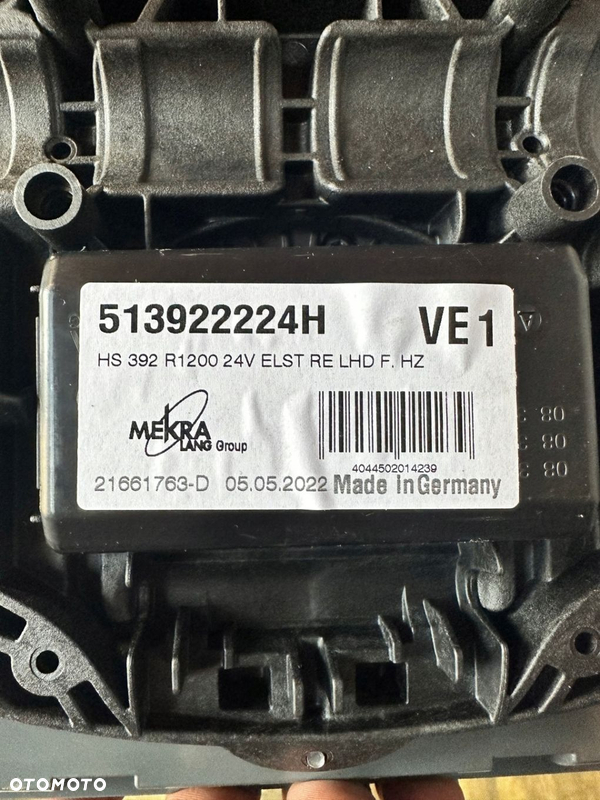 513922224H VE1
HS 392 R1200 24V ELST RE LHD F. HZ
MEKRA
LANG Group
4044502014239
21661763-D 05.05.2022 Made In Germany
OTOMOTO